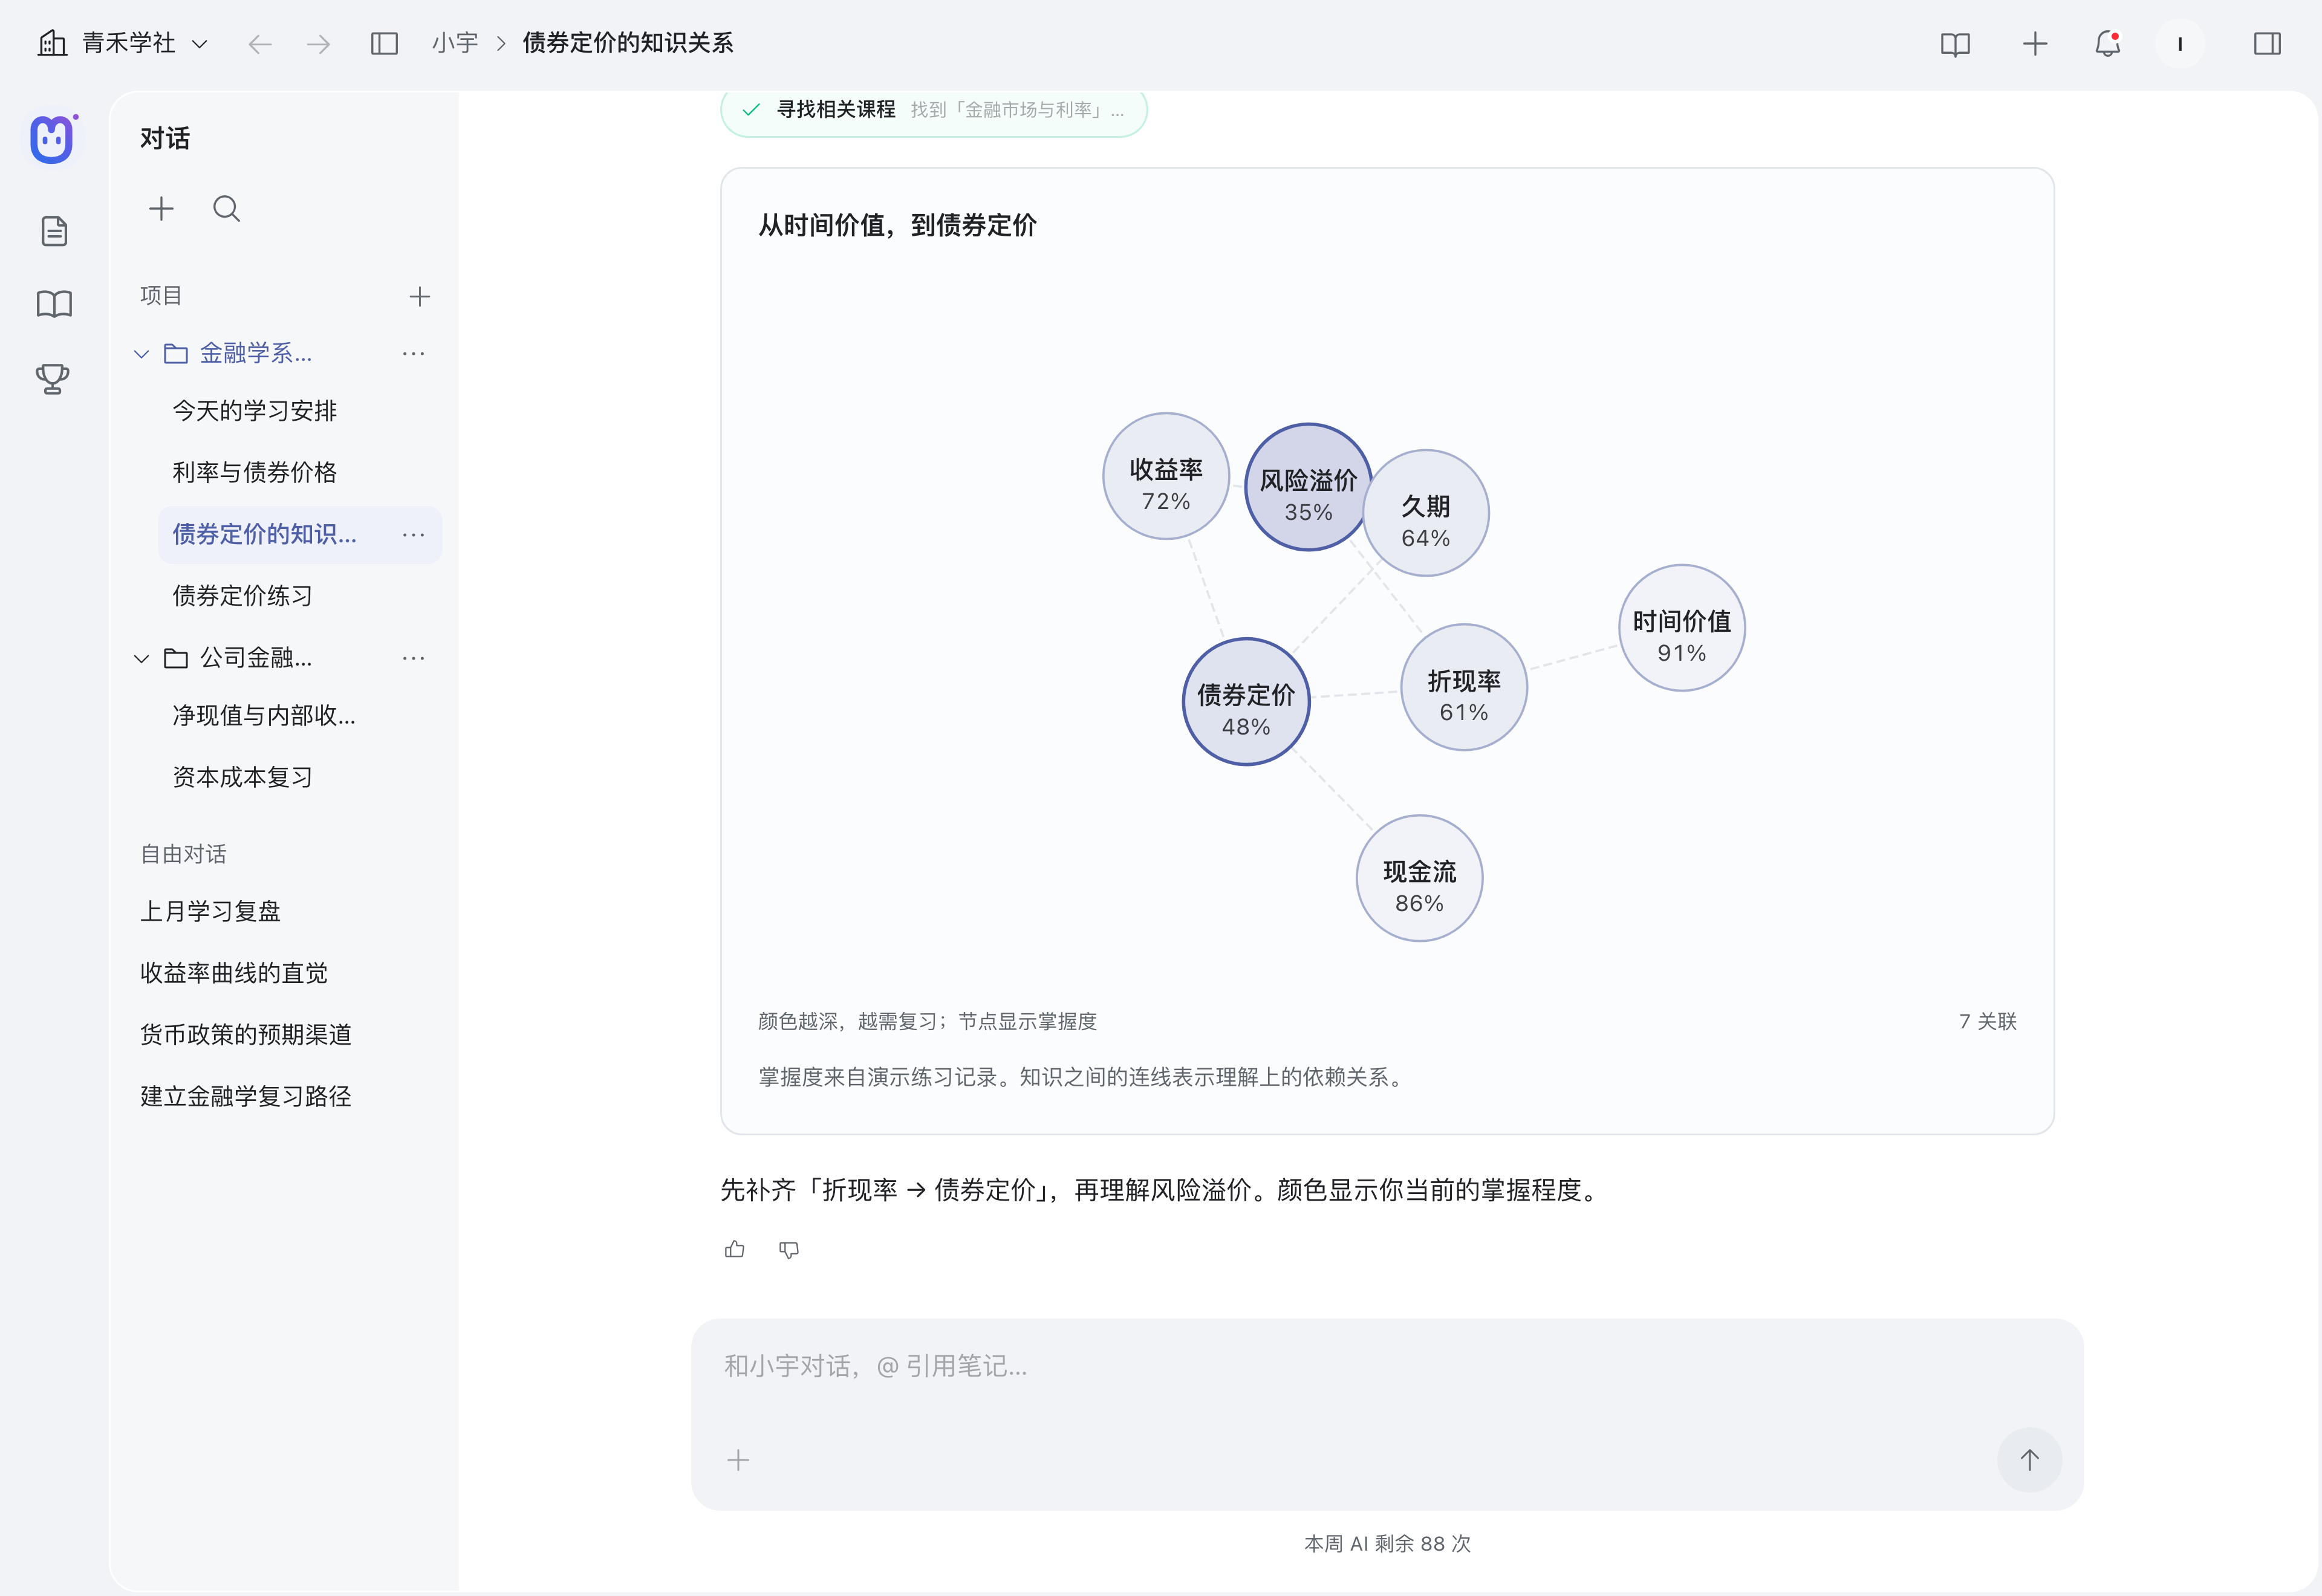 青禾学社
小宇 > 债券定价的知识关系
I
对话
项目
金融学系...
今天的学习安排
利率与债券价格
债券定价的知识...
债券定价练习
公司金融...
净现值与内部收...
资本成本复习
自由对话
上月学习复盘
收益率曲线的直觉
货币政策的预期渠道
建立金融学复习路径
寻找相关课程 找到「金融市场与利率」...
从时间价值，到债券定价
收益率
72%
风险溢价
35%
久期
64%
时间价值
91%
债券定价
48%
折现率
61%
现金流
86%
颜色越深，越需复习；节点显示掌握度
7 关联
掌握度来自演示练习记录。知识之间的连线表示理解上的依赖关系。
先补齐「折现率 → 债券定价」，再理解风险溢价。颜色显示你当前的掌握程度。
和小宇对话，@ 引用笔记...
本周 AI 剩余 88 次